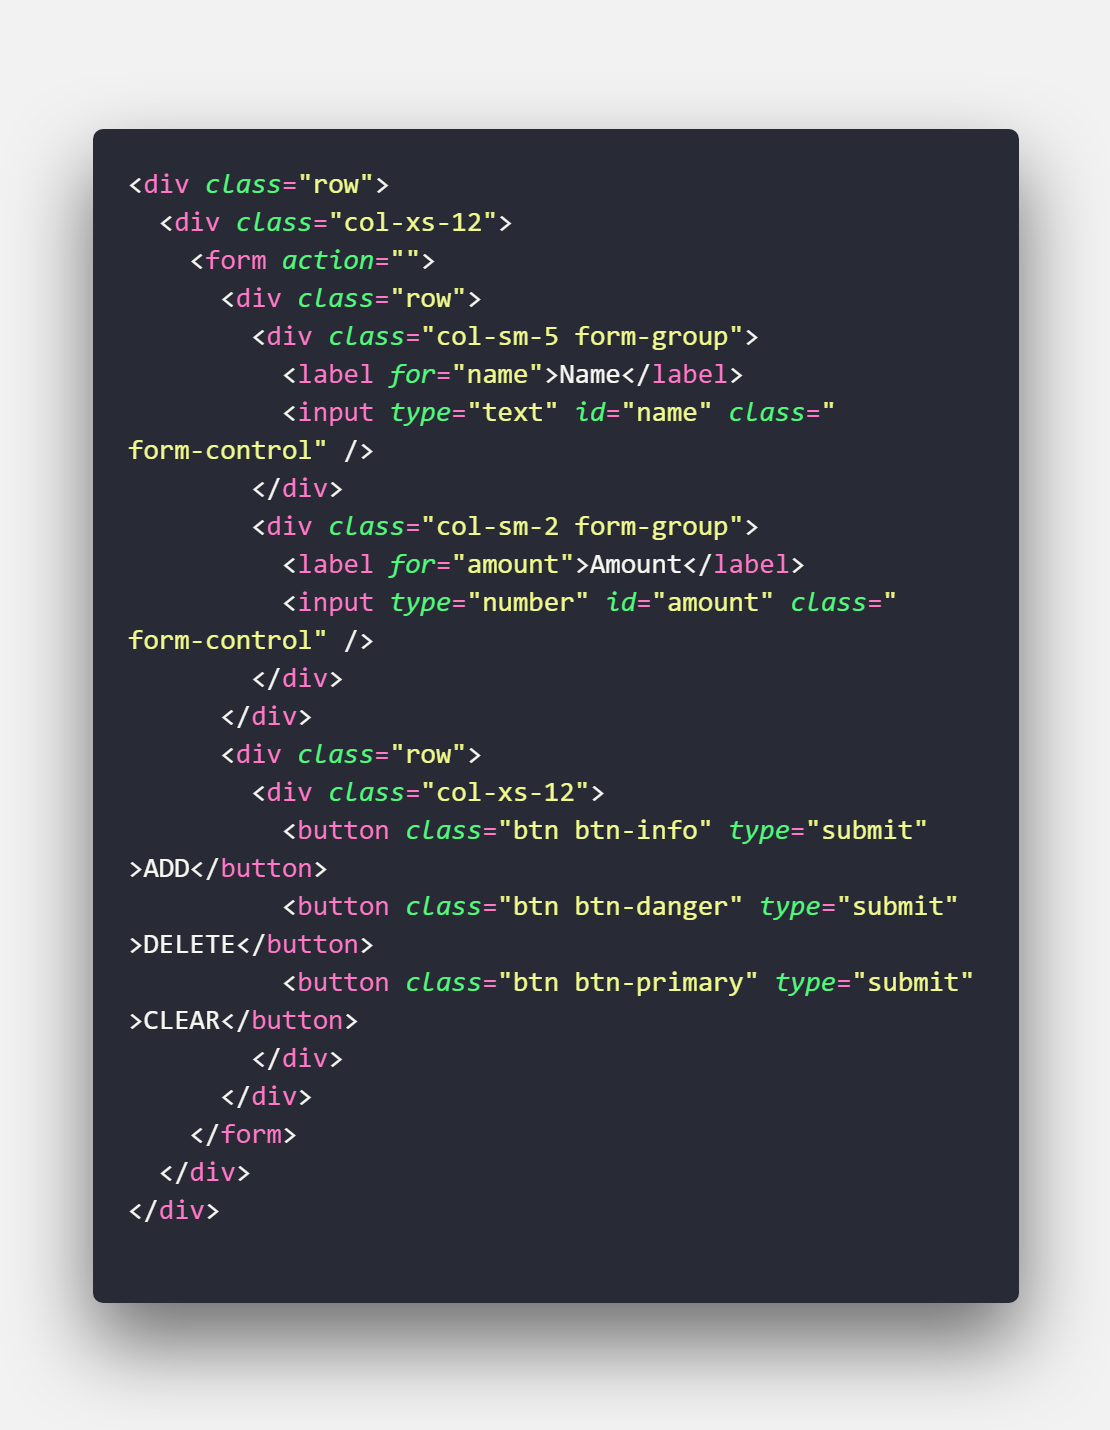 <div class="row">
  <div class="col-xs-12">
    <form action="">
      <div class="row">
        <div class="col-sm-5 form-group">
          <label for="name">Name</label>
          <input type="text" id="name" class="
form-control" />
        </div>
        <div class="col-sm-2 form-group">
          <label for="amount">Amount</label>
          <input type="number" id="amount" class="
form-control" />
        </div>
      </div>
      <div class="row">
        <div class="col-xs-12">
          <button class="btn btn-info" type="submit"
>ADD</button>
          <button class="btn btn-danger" type="submit"
>DELETE</button>
          <button class="btn btn-primary" type="submit"
>CLEAR</button>
        </div>
      </div>
    </form>
  </div>
</div>